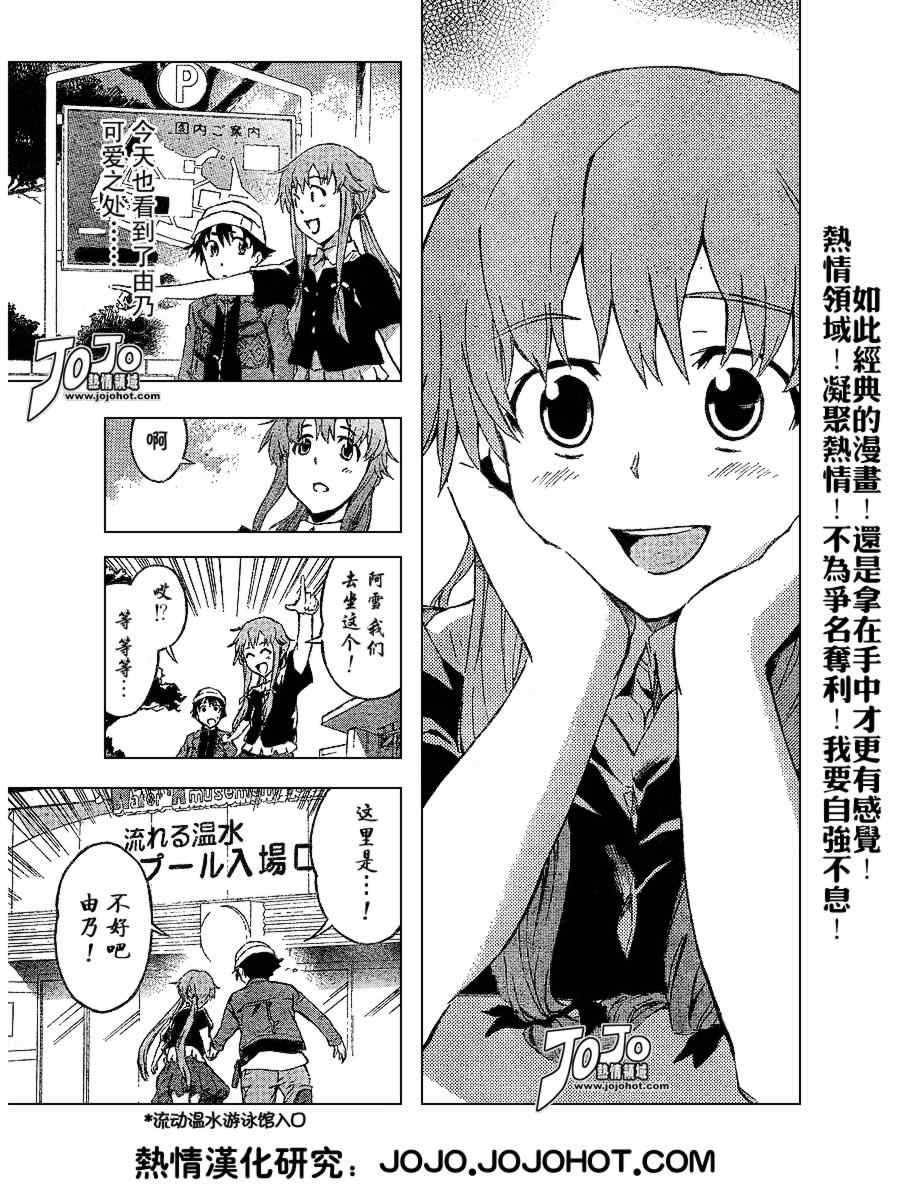 如此經典的漫畫！還是拿在手中才更有感覺！
熱情領域！凝聚熱情！不為爭名奪利！我要自強不息！
JOJO
熱情領域
www.jojohot.com
P
園内ご案内
今天也看到了由乃
可爱之处……
JOJO
熱情領域
www.jojohot.com
啊
阿雪我们
去坐这个！
哎!?
等等等…
流れる温水
プール入場口
这里是…！
不好吧
由乃！
*流动温水游泳馆入口
熱情漢化研究：JOJO.JOJOHOT.COM